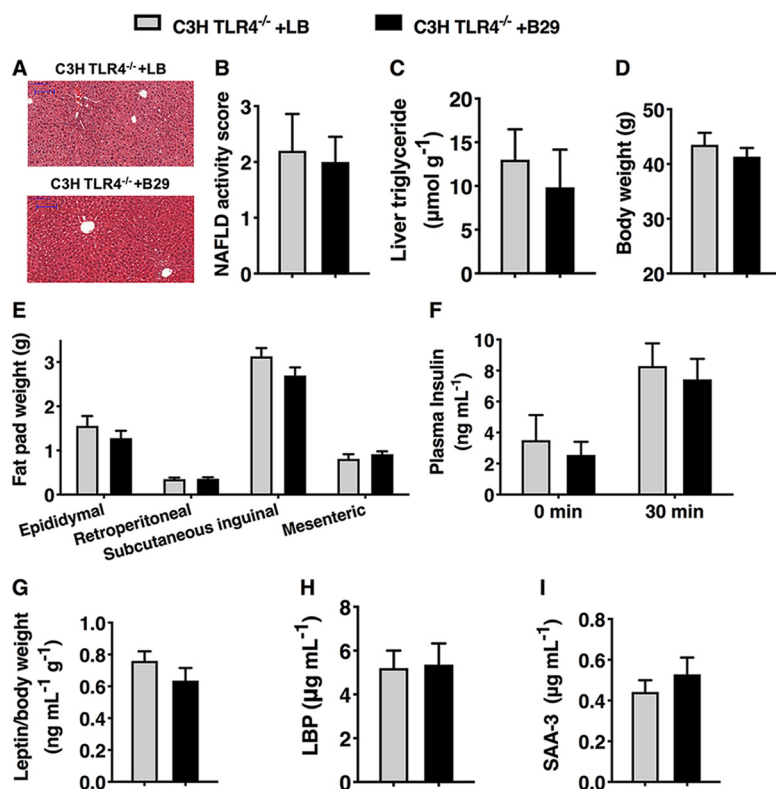 C3H TLR4-/- +LB
C3H TLR4-/- +B29
A
C3H TLR4-/-+LB
C3H TLR4-/-+B29
B
NAFLD activity score
3
2
1
0
C
Liver triglyceride
(µmol g-1)
20
15
10
5
0
D
Body weight (g)
50
40
30
20
E
Fat pad weight (g)
3
2
1
0
Epididymal
Retroperitoneal
Subcutaneous inguinal
Mesenteric
F
Plasma Insulin
(ng mL-1)
10
8
6
4
2
0
0 min
30 min
G
Leptin/body weight
(ng mL-1 g-1)
1.0
0.8
0.6
0.4
0.2
0.0
H
LBP (µg mL-1)
8
6
4
2
0
I
SAA-3 (µg mL-1)
0.8
0.6
0.4
0.2
0.0